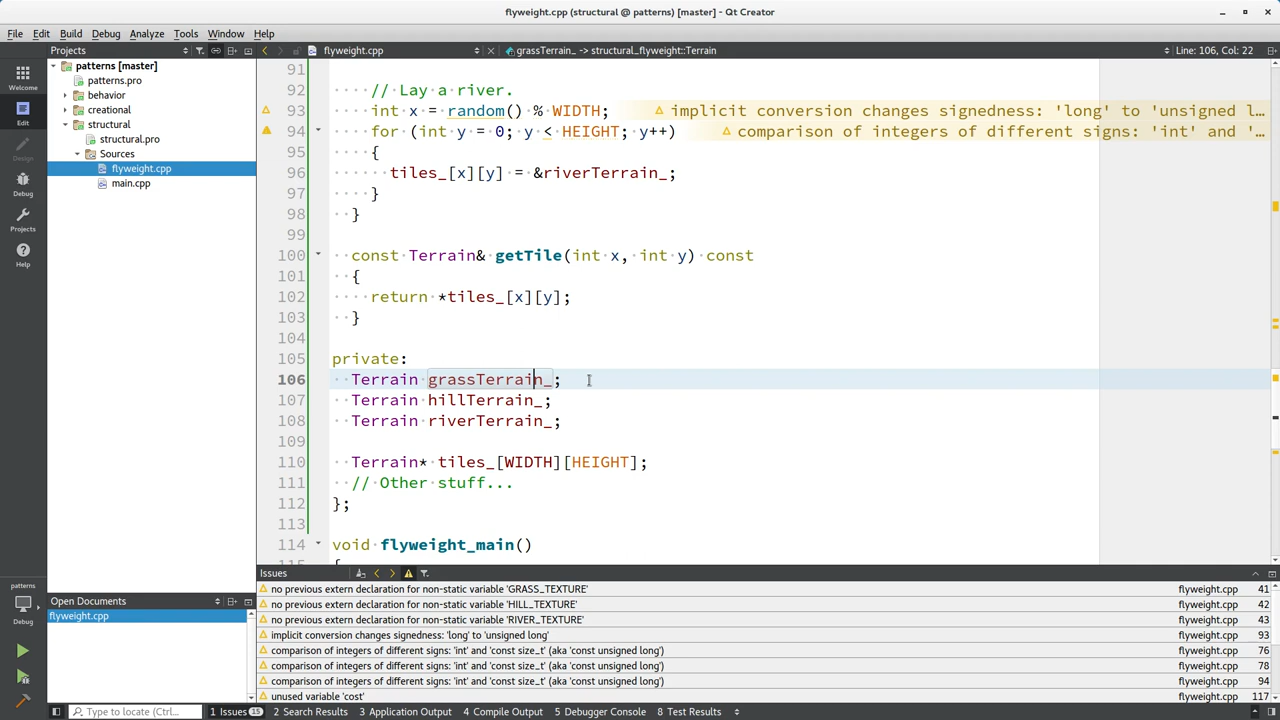 flyweight.cpp (structural @ patterns) [master] - Qt Creator
File Edit Build Debug Analyze Tools Window Help
Projects
flyweight.cpp
grassTerrain_ -> structural_flyweight::Terrain
Line: 106, Col: 22
Welcome
Edit
Design
Debug
Projects
Help
patterns
Debug
patterns [master]
patterns.pro
behavior
creational
structural
structural.pro
Sources
flyweight.cpp
main.cpp
Open Documents
flyweight.cpp
91
92 // Lay a river.
93 int x = random() % WIDTH; implicit conversion changes signedness: 'long' to 'unsigned l...
94 for (int y = 0; y < HEIGHT; y++) comparison of integers of different signs: 'int' and '...
95 {
96 tiles_[x][y] = &riverTerrain_;
97 }
98 }
99
100 const Terrain& getTile(int x, int y) const
101 {
102 return *tiles_[x][y];
103 }
104
105 private:
106 Terrain grassTerrain_;
107 Terrain hillTerrain_;
108 Terrain riverTerrain_;
109
110 Terrain* tiles_[WIDTH][HEIGHT];
111 // Other stuff...
112 };
113
114 void flyweight_main()
Issues
no previous extern declaration for non-static variable 'GRASS_TEXTURE' flyweight.cpp 41
no previous extern declaration for non-static variable 'HILL_TEXTURE' flyweight.cpp 42
no previous extern declaration for non-static variable 'RIVER_TEXTURE' flyweight.cpp 43
implicit conversion changes signedness: 'long' to 'unsigned long' flyweight.cpp 93
comparison of integers of different signs: 'int' and 'const size_t' (aka 'const unsigned long') flyweight.cpp 76
comparison of integers of different signs: 'int' and 'const size_t' (aka 'const unsigned long') flyweight.cpp 78
comparison of integers of different signs: 'int' and 'const size_t' (aka 'const unsigned long') flyweight.cpp 94
unused variable 'cost' flyweight.cpp 117
Type to locate (Ctrl... 1 Issues 15 2 Search Results 3 Application Output 4 Compile Output 5 Debugger Console 8 Test Results